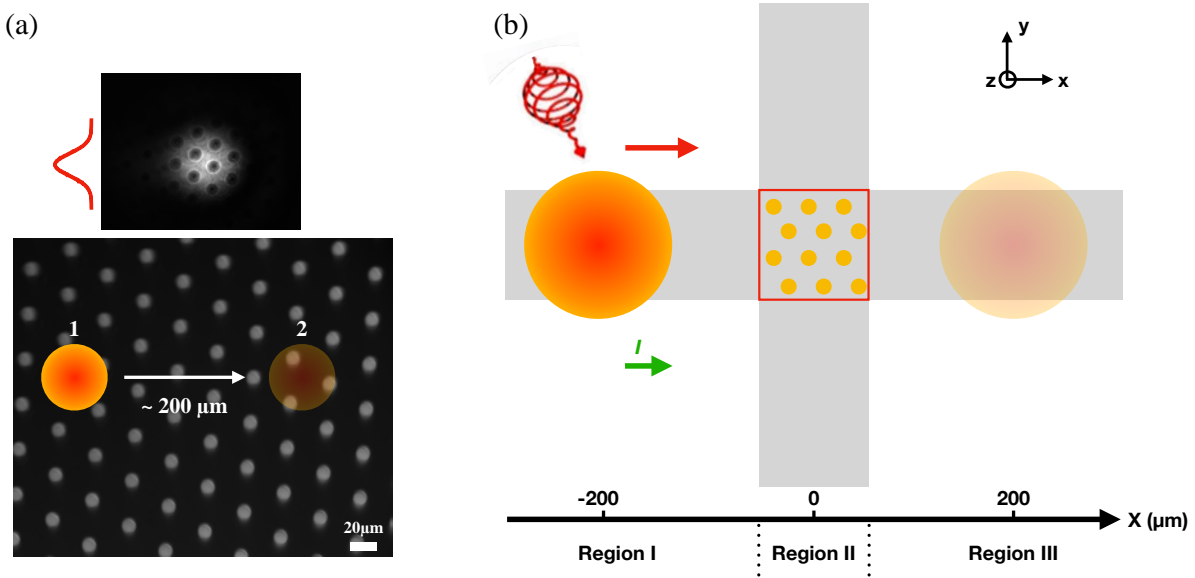 (a)
1
2
~ 200 μm
20μm
(b)
y
z
x
I
-200
0
200
X (μm)
Region I
Region II
Region III